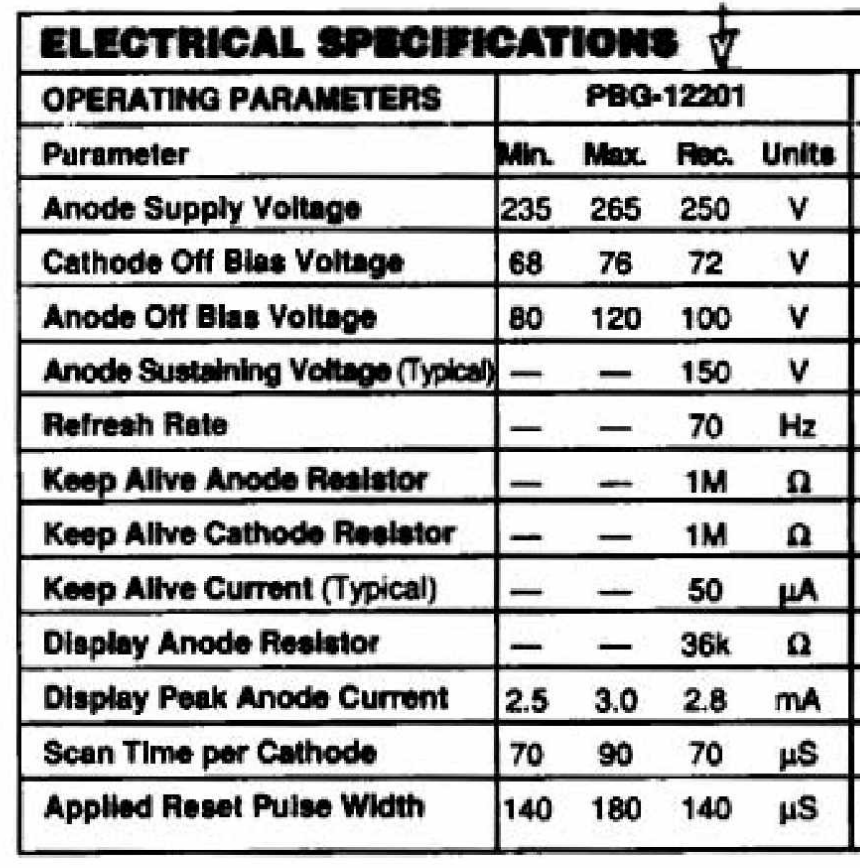 ELECTRICAL SPECIFICATIONS
OPERATING PARAMETERS PBG-12201
Parameter Min. Max. Rec. Units
Anode Supply Voltage 235 265 250 V
Cathode Off Bias Voltage 68 76 72 V
Anode Off Bias Voltage 80 120 100 V
Anode Sustaining Voltage (Typical) — — 150 V
Refresh Rate — — 70 Hz
Keep Alive Anode Resistor — — 1M Ω
Keep Alive Cathode Resistor — — 1M Ω
Keep Alive Current (Typical) — — 50 µA
Display Anode Resistor — — 36k Ω
Display Peak Anode Current 2.5 3.0 2.8 mA
Scan Time per Cathode 70 90 70 µS
Applied Reset Pulse Width 140 180 140 µS